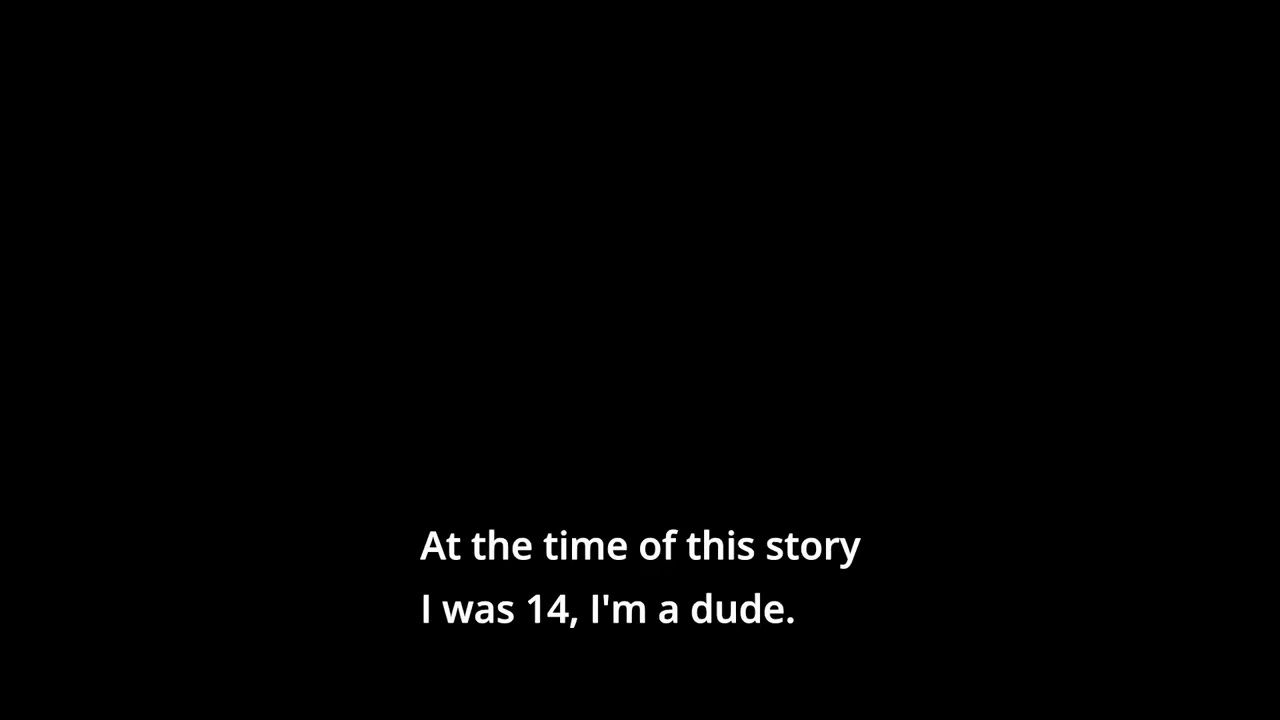 At the time of this story
I was 14, I'm a dude.